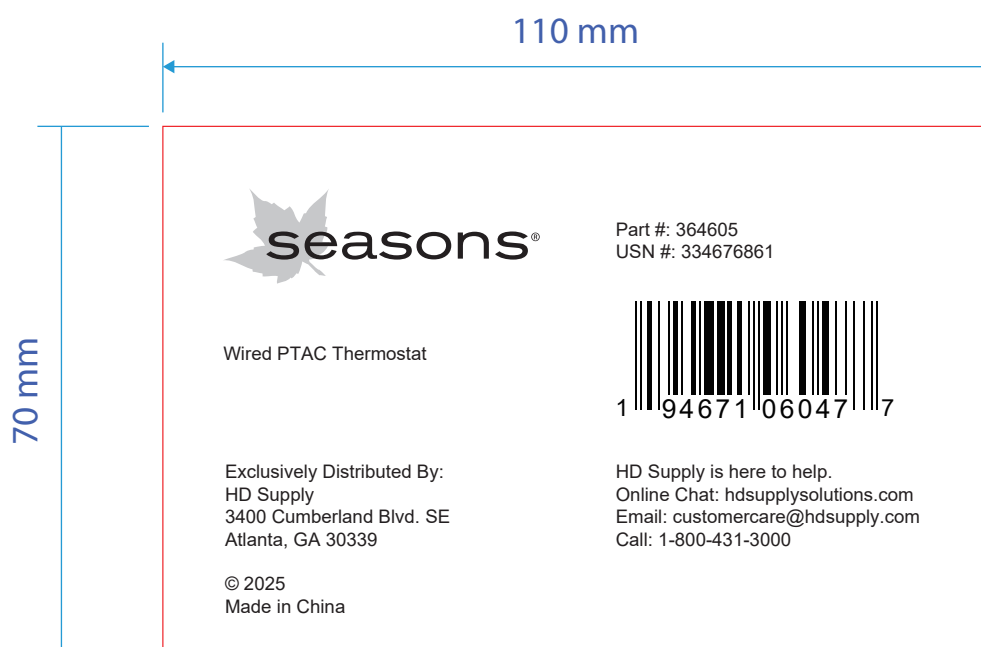 110 mm
70 mm
seasons®
Part #: 364605
USN #: 334676861
Wired PTAC Thermostat
1 94671 06047 7
Exclusively Distributed By:
HD Supply
3400 Cumberland Blvd. SE
Atlanta, GA 30339
© 2025
Made in China
HD Supply is here to help.
Online Chat: hdsupplysolutions.com
Email: customercare@hdsupply.com
Call: 1-800-431-3000